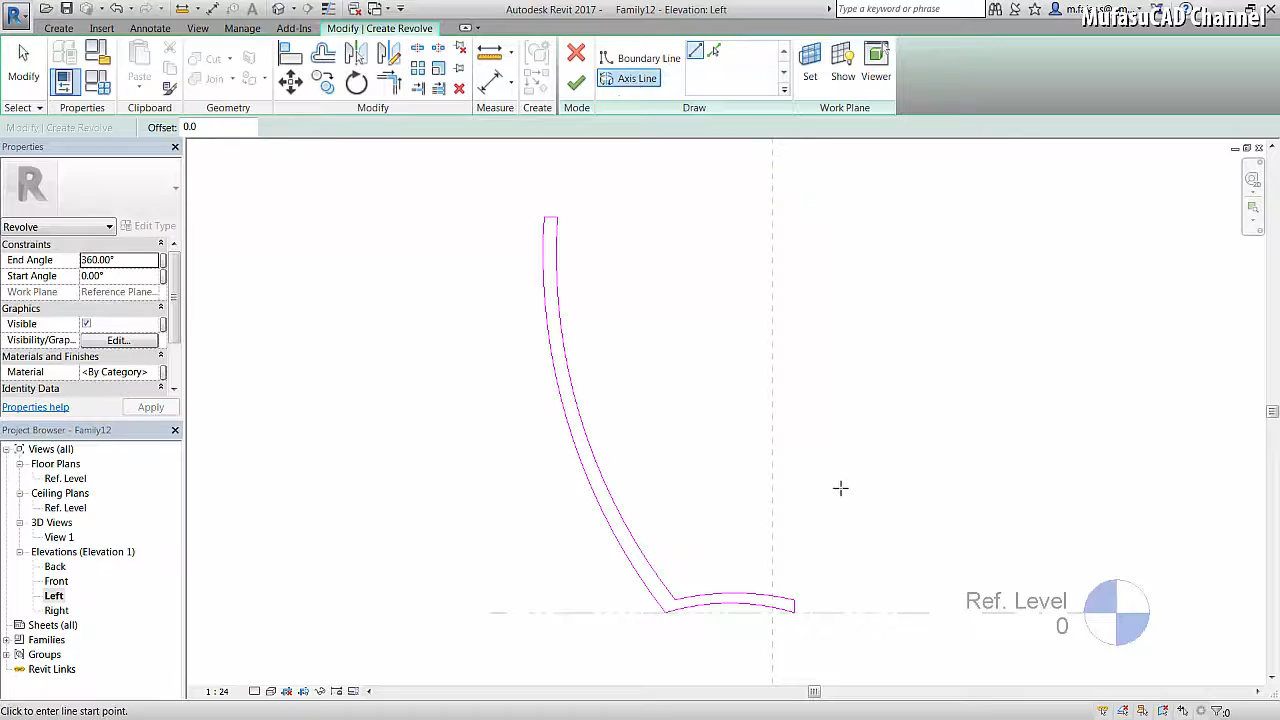 Autodesk Revit 2017 - Family12 - Elevation: Left
Type a keyword or phrase
MufasuCAD Channel
Create Insert Annotate View Manage Add-Ins Modify | Create Revolve
Modify
Paste
Cut
Join
Boundary Line
Axis Line
Set Show Viewer
Select Properties Clipboard Geometry Modify Measure Create Mode Draw Work Plane
Modify | Create Revolve Offset: 0.0
Properties
Revolve Edit Type
Constraints
End Angle 360.00°
Start Angle 0.00°
Work Plane Reference Plane...
Graphics
Visible
Visibility/Grap... Edit...
Materials and Finishes
Material <By Category>
Identity Data
Properties help Apply
Project Browser - Family12
Views (all)
Floor Plans
Ref. Level
Ceiling Plans
Ref. Level
3D Views
View 1
Elevations (Elevation 1)
Back
Front
Left
Right
Sheets (all)
Families
Groups
Revit Links
Ref. Level
0
1 : 24
Click to enter line start point.
:0